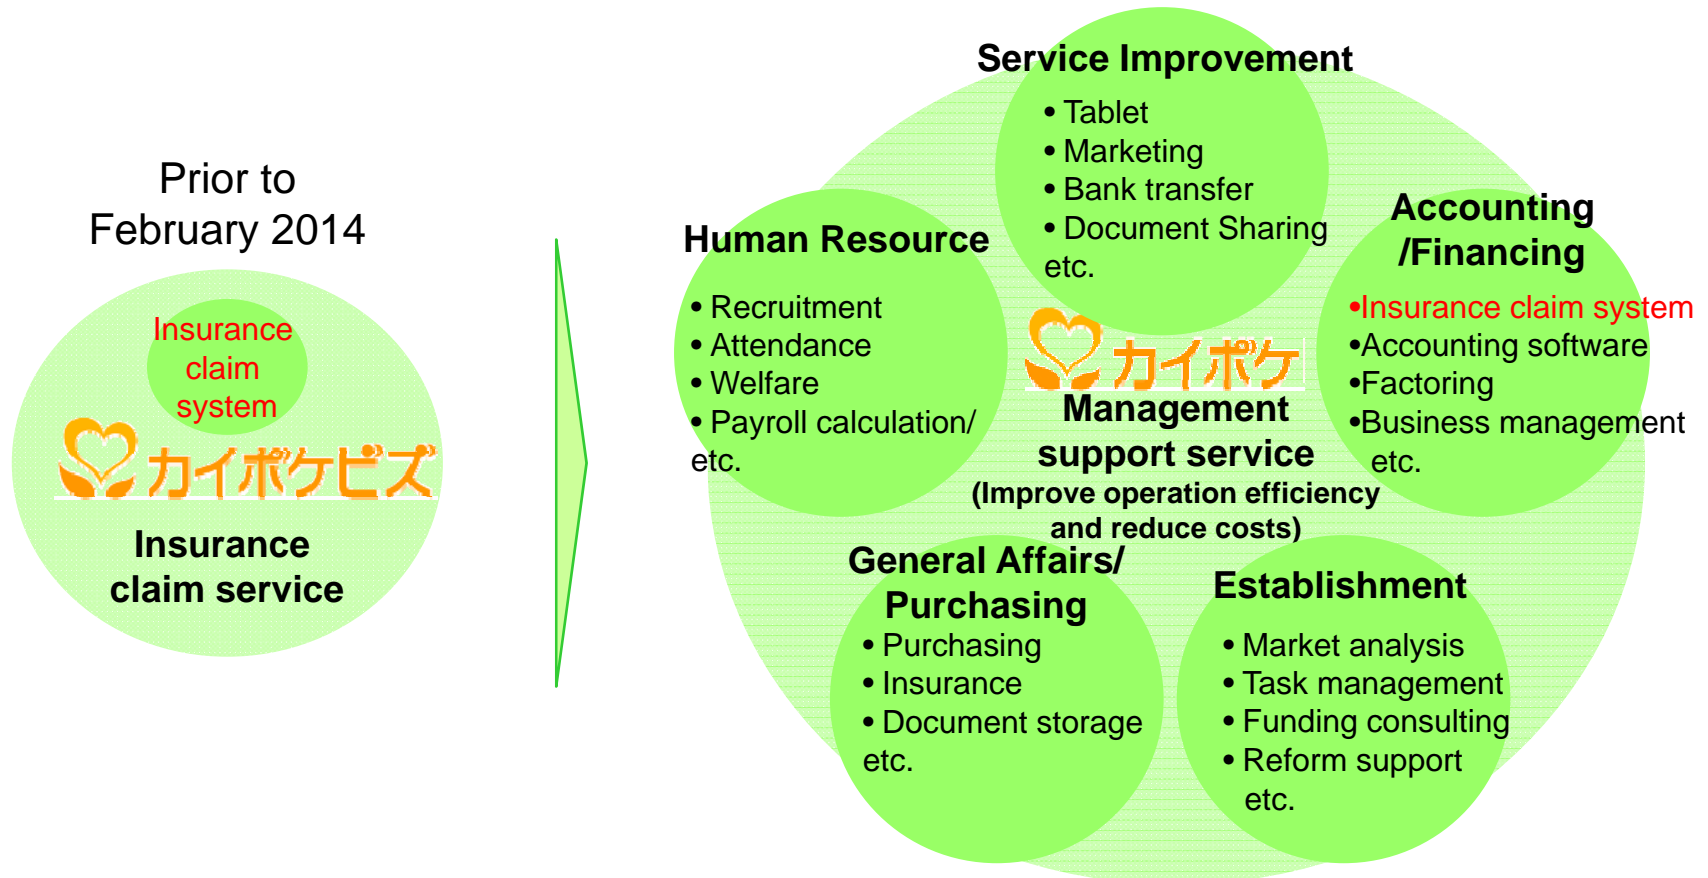 Prior to
February 2014
Insurance
claim
system
カイポケビズ
Insurance
claim service
Service Improvement
• Tablet
• Marketing
• Bank transfer
• Document Sharing
etc.
Human Resource
• Recruitment
• Attendance
• Welfare
• Payroll calculation/
etc.
Accounting
/Financing
•Insurance claim system
•Accounting software
•Factoring
•Business management
etc.
カイポケ
Management
support service
(Improve operation efficiency
and reduce costs)
General Affairs/
Purchasing
• Purchasing
• Insurance
• Document storage
etc.
Establishment
• Market analysis
• Task management
• Funding consulting
• Reform support
etc.